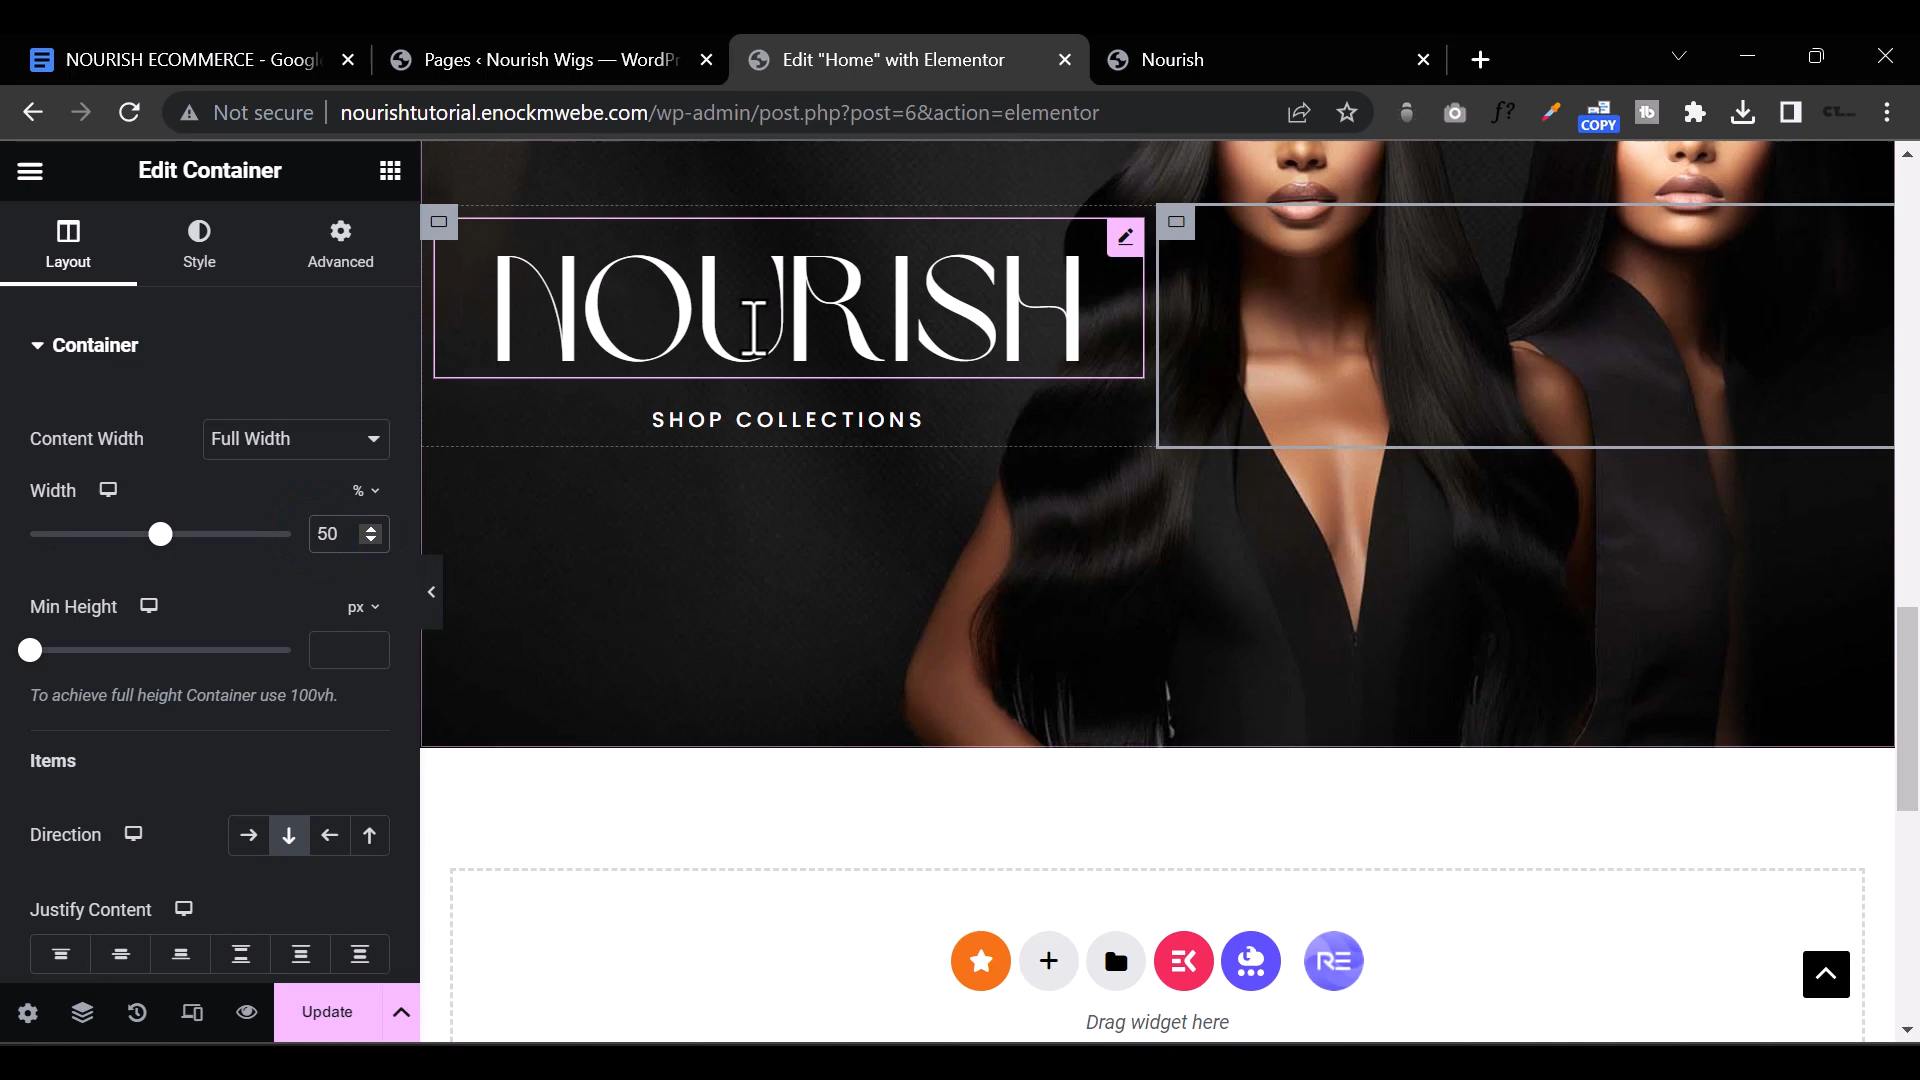 NOURISH ECOMMERCE - Googl
Pages ‹ Nourish Wigs — WordPr
Edit "Home" with Elementor
Nourish
Not secure
nourishtutorial.enockmwebe.com/wp-admin/post.php?post=6&action=elementor
f?
COPY
tb
Edit Container
Layout
Style
Advanced
Container
Content Width
Full Width
Width
%
50
Min Height
px
To achieve full height Container use 100vh.
Items
Direction
Justify Content
Update
NOURISH
SHOP COLLECTIONS
RE
Drag widget here